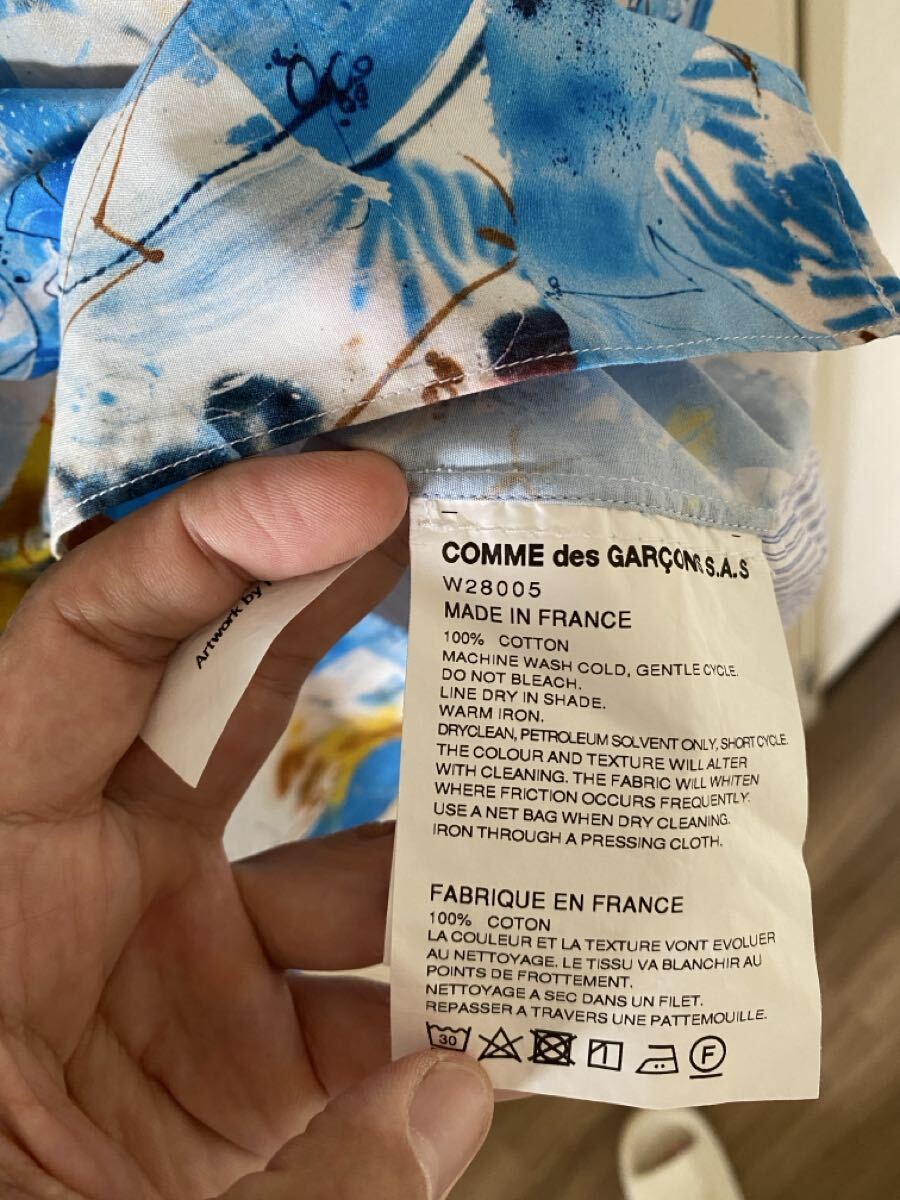 Artwork by
COMME des GARÇONS S.A.S
W28005
MADE IN FRANCE
100% COTTON
MACHINE WASH COLD, GENTLE CYCLE.
DO NOT BLEACH.
LINE DRY IN SHADE.
WARM IRON.
DRYCLEAN, PETROLEUM SOLVENT ONLY, SHORT CYCLE.
THE COLOUR AND TEXTURE WILL ALTER
WITH CLEANING. THE FABRIC WILL WHITEN
WHERE FRICTION OCCURS FREQUENTLY.
USE A NET BAG WHEN DRY CLEANING.
IRON THROUGH A PRESSING CLOTH.
FABRIQUE EN FRANCE
100% COTON
LA COULEUR ET LA TEXTURE VONT EVOLUER
AU NETTOYAGE. LE TISSU VA BLANCHIR AU
POINTS DE FROTTEMENT.
NETTOYAGE A SEC DANS UN FILET.
REPASSER A TRAVERS UNE PATTEMOUILLE.
30 F